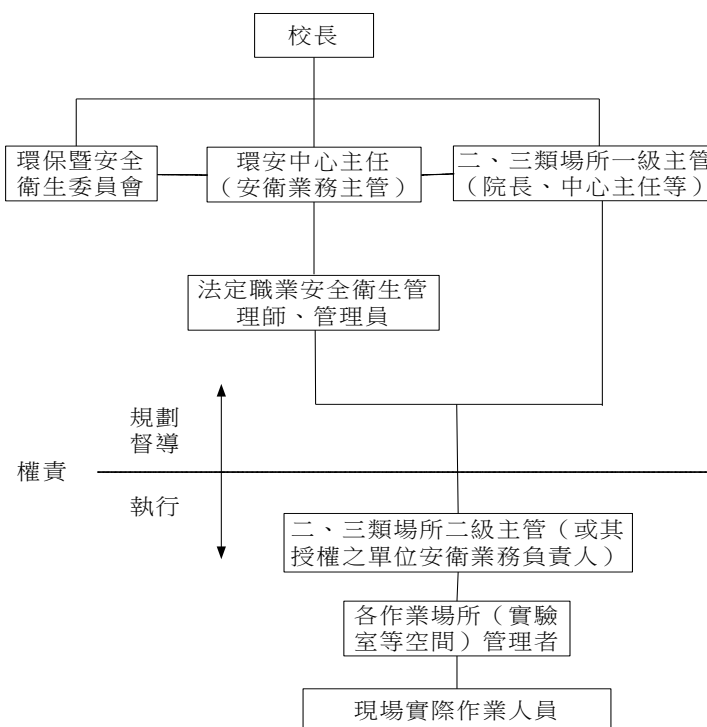 校長
環保暨安全
衛生委員會
環安中心主任
（安衛業務主管）
二、三類場所一級主管
（院長、中心主任等）
法定職業安全衛生管
理師、管理員
規劃
督導
權責
執行
二、三類場所二級主管（或其
授權之單位安衛業務負責人）
各作業場所（實驗
室等空間）管理者
現場實際作業人員